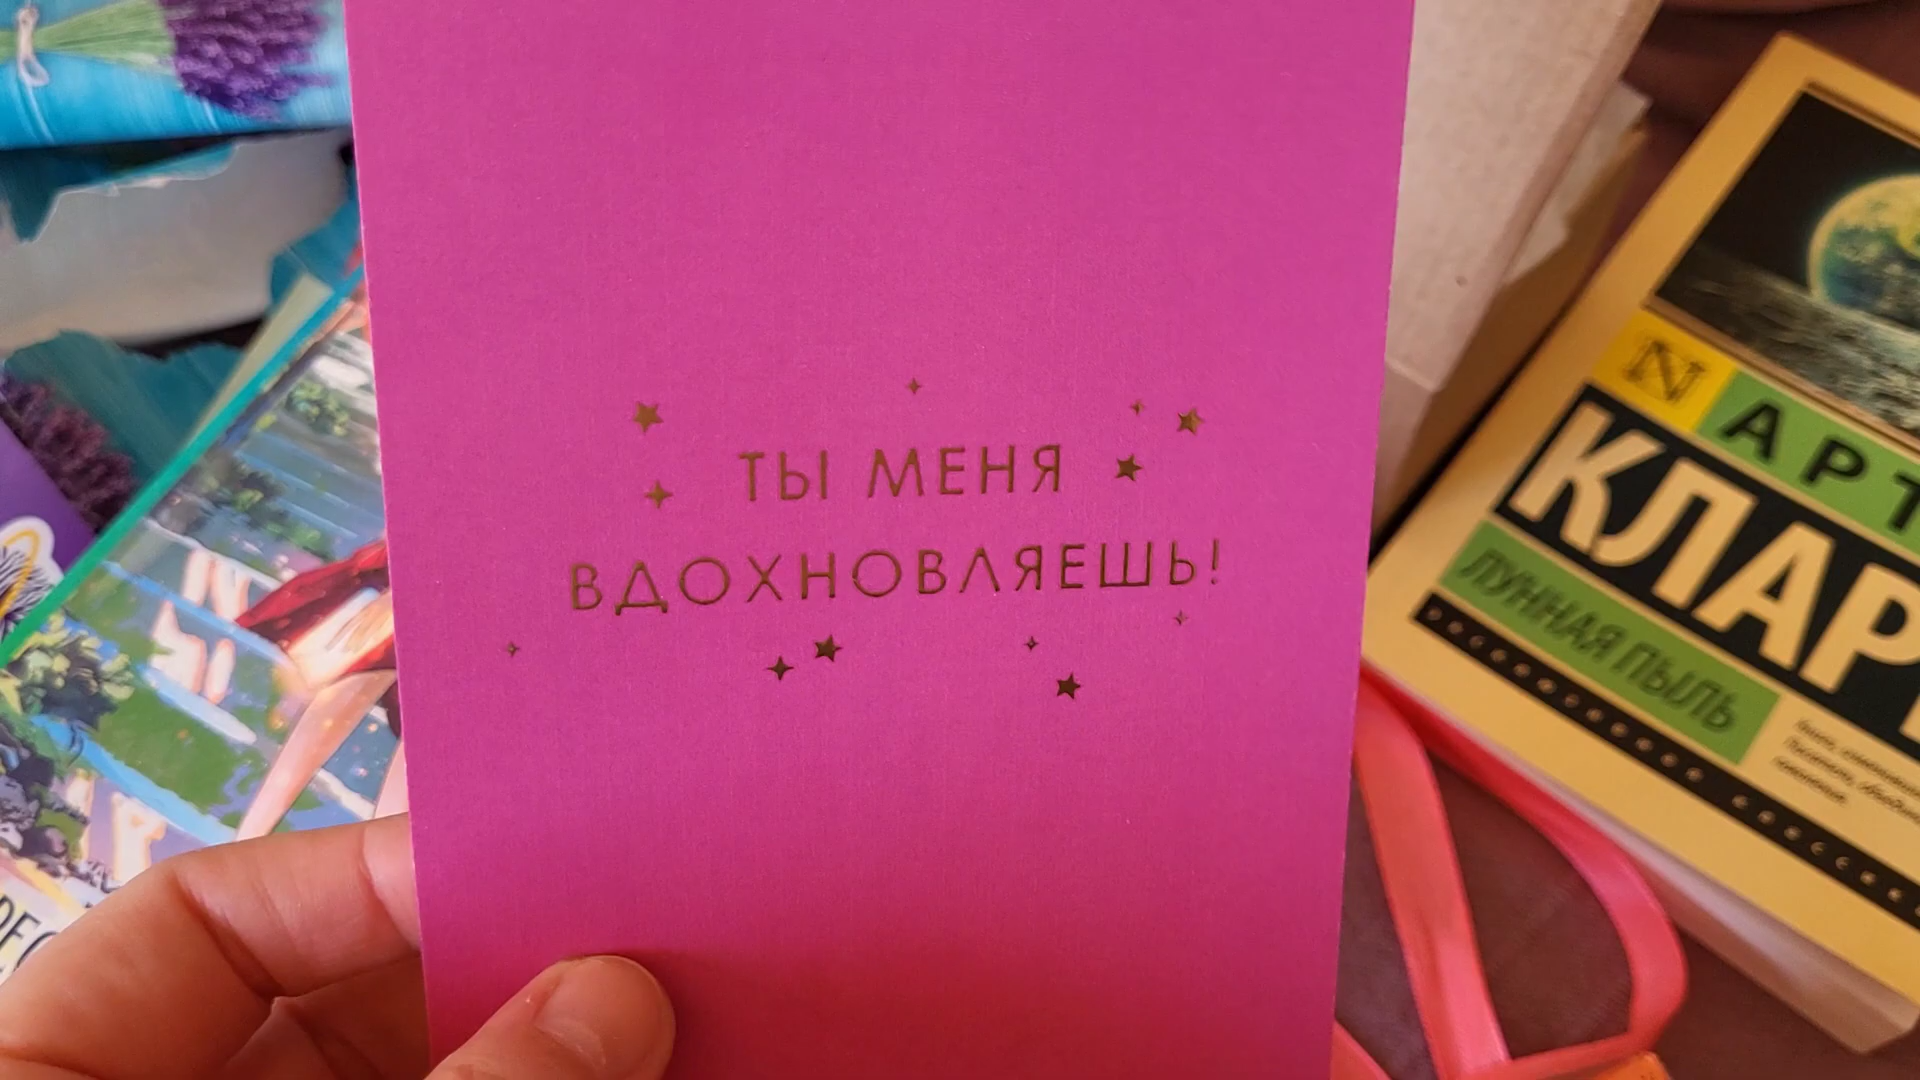 ТЫ МЕНЯ
ВДОХНОВЛЯЕШЬ!
N
АРТ
КЛАР
ЛУННАЯ ПЫЛЬ